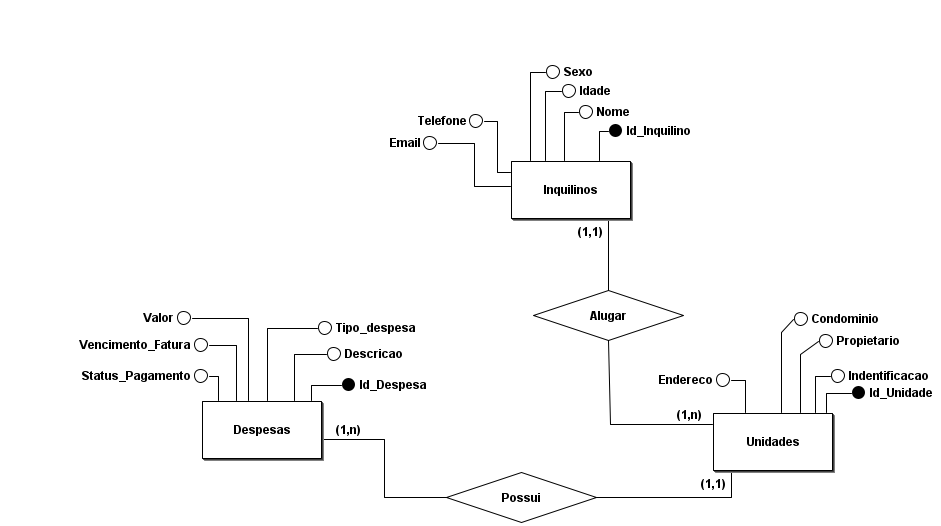 Sexo
Idade
Nome
Telefone
Id_Inquilino
Email
Inquilinos
(1,1)
Alugar
Valor
Tipo_despesa
Vencimento_Fatura
Descricao
Status_Pagamento
Id_Despesa
Condominio
Propietario
Endereco
Indentificacao
Id_Unidade
(1,n)
Despesas
(1,n)
Unidades
(1,1)
Possui